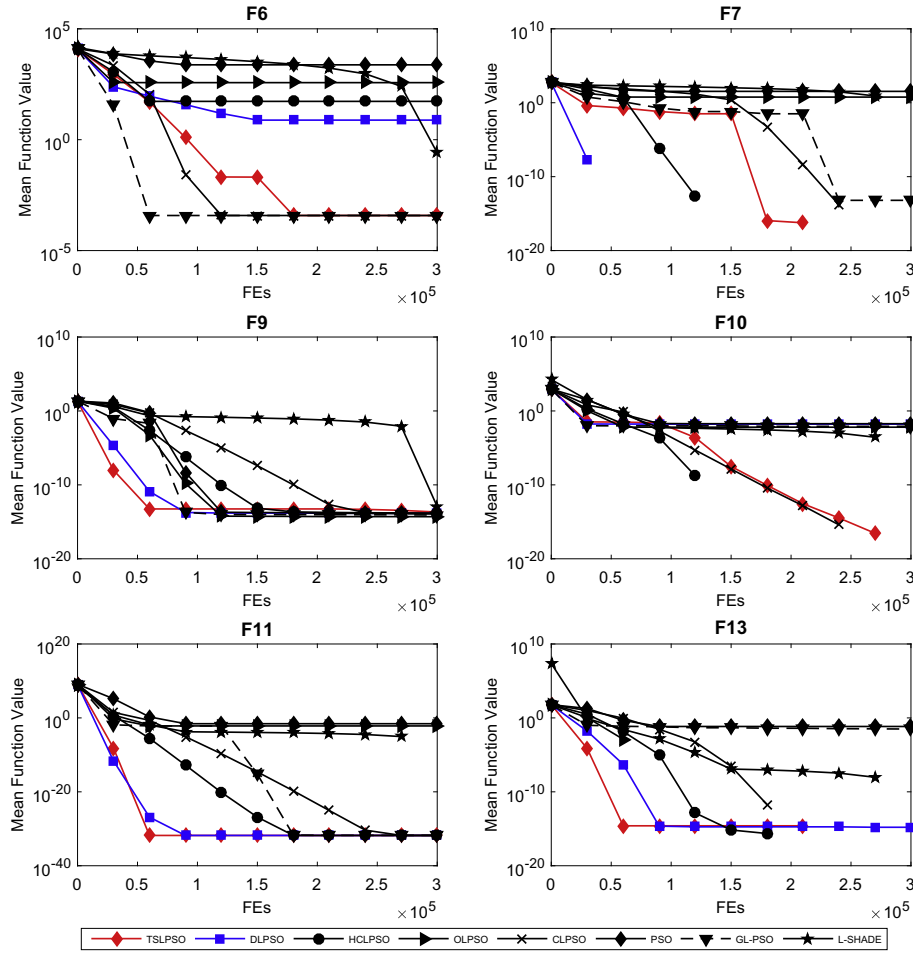 F6
F7
10^5
10^0
10^-5
Mean Function Value
0 0.5 1 1.5 2 2.5 3
FEs
× 10^5
10^10
10^0
10^-10
10^-20
Mean Function Value
0 0.5 1 1.5 2 2.5 3
FEs
× 10^5
F9
F10
10^10
10^0
10^-10
10^-20
Mean Function Value
0 0.5 1 1.5 2 2.5 3
FEs
× 10^5
10^10
10^0
10^-10
10^-20
Mean Function Value
0 0.5 1 1.5 2 2.5 3
FEs
× 10^5
F11
F13
10^20
10^0
10^-20
10^-40
Mean Function Value
0 0.5 1 1.5 2 2.5 3
FEs
× 10^5
10^10
10^0
10^-10
10^-20
Mean Function Value
0 0.5 1 1.5 2 2.5 3
FEs
× 10^5
TSLPSO DLPSO HCLPSO OLPSO CLPSO PSO GL-PSO L-SHADE